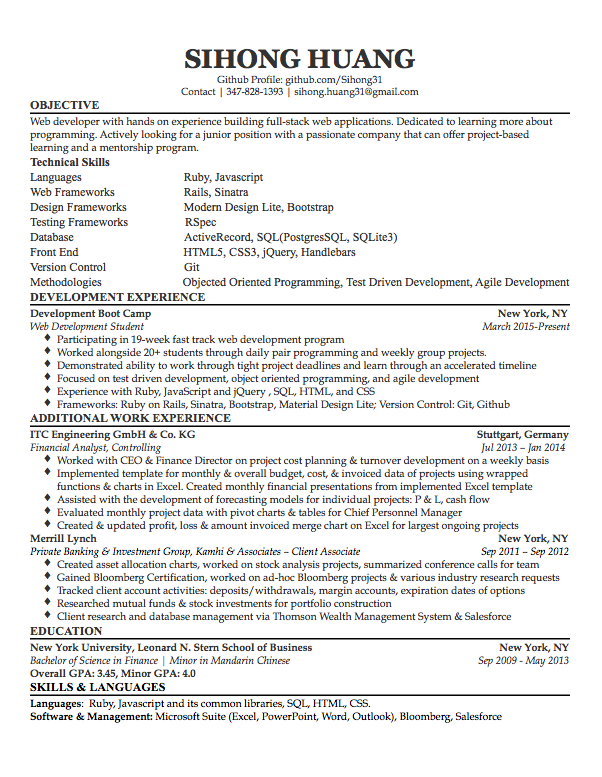 SIHONG HUANG
Github Profile: github.com/Sihong31
Contact | 347-828-1393 | sihong.huang31@gmail.com
OBJECTIVE
Web developer with hands on experience building full-stack web applications. Dedicated to learning more about
programming. Actively looking for a junior position with a passionate company that can offer project-based
learning and a mentorship program.
Technical Skills
Languages Ruby, Javascript
Web Frameworks Rails, Sinatra
Design Frameworks Modern Design Lite, Bootstrap
Testing Frameworks RSpec
Database ActiveRecord, SQL(PostgresSQL, SQLite3)
Front End HTML5, CSS3, jQuery, Handlebars
Version Control Git
Methodologies Objected Oriented Programming, Test Driven Development, Agile Development
DEVELOPMENT EXPERIENCE
Development Boot Camp New York, NY
Web Development Student March 2015-Present
♦ Participating in 19-week fast track web development program
♦ Worked alongside 20+ students through daily pair programming and weekly group projects.
♦ Demonstrated ability to work through tight project deadlines and learn through an accelerated timeline
♦ Focused on test driven development, object oriented programming, and agile development
♦ Experience with Ruby, JavaScript and jQuery , SQL, HTML, and CSS
♦ Frameworks: Ruby on Rails, Sinatra, Bootstrap, Material Design Lite; Version Control: Git, Github
ADDITIONAL WORK EXPERIENCE
ITC Engineering GmbH & Co. KG Stuttgart, Germany
Financial Analyst, Controlling Jul 2013 – Jan 2014
♦ Worked with CEO & Finance Director on project cost planning & turnover development on a weekly basis
♦ Implemented template for monthly & overall budget, cost, & invoiced data of projects using wrapped
functions & charts in Excel. Created monthly financial presentations from implemented Excel template
♦ Assisted with the development of forecasting models for individual projects: P & L, cash flow
♦ Evaluated monthly project data with pivot charts & tables for Chief Personnel Manager
♦ Created & updated profit, loss & amount invoiced merge chart on Excel for largest ongoing projects
Merrill Lynch New York, NY
Private Banking & Investment Group, Kamhi & Associates – Client Associate Sep 2011 – Sep 2012
♦ Created asset allocation charts, worked on stock analysis projects, summarized conference calls for team
♦ Gained Bloomberg Certification, worked on ad-hoc Bloomberg projects & various industry research requests
♦ Tracked client account activities: deposits/withdrawals, margin accounts, expiration dates of options
♦ Researched mutual funds & stock investments for portfolio construction
♦ Client research and database management via Thomson Wealth Management System & Salesforce
EDUCATION
New York University, Leonard N. Stern School of Business New York, NY
Bachelor of Science in Finance | Minor in Mandarin Chinese Sep 2009 - May 2013
Overall GPA: 3.45, Minor GPA: 4.0
SKILLS & LANGUAGES
Languages: Ruby, Javascript and its common libraries, SQL, HTML, CSS.
Software & Management: Microsoft Suite (Excel, PowerPoint, Word, Outlook), Bloomberg, Salesforce